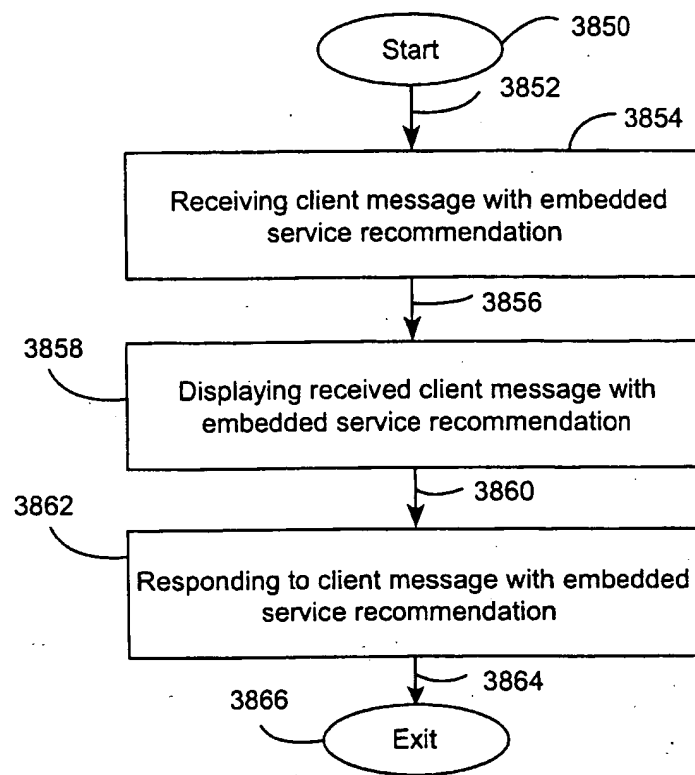 Start
3850
3852
3854
Receiving client message with embedded
service recommendation
3856
3858
Displaying received client message with
embedded service recommendation
3860
3862
Responding to client message with embedded
service recommendation
3864
3866
Exit